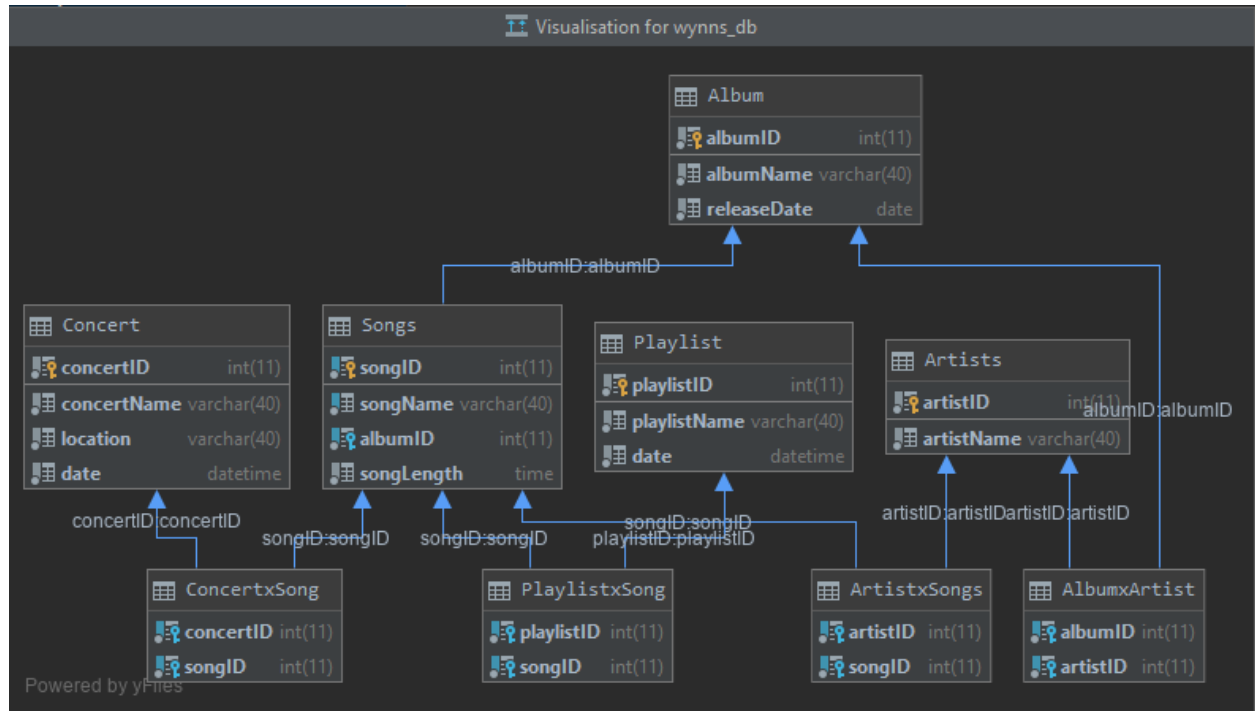 Visualisation for wynns_db
Album
albumID int(11)
albumName varchar(40)
releaseDate date
albumID:albumID
Concert
concertID int(11)
concertName varchar(40)
location varchar(40)
date datetime
Songs
songID int(11)
songName varchar(40)
albumID int(11)
songLength time
Playlist
playlistID int(11)
playlistName varchar(40)
date datetime
Artists
artistID int(11)
artistName varchar(40)
albumID:albumID
concertID:concertID
songID:songID
songID:songID
songID:songID
playlistID:playlistID
artistID:artistID
artistID:artistID
ConcertxSong
concertID int(11)
songID int(11)
PlaylistxSong
playlistID int(11)
songID int(11)
ArtistxSongs
artistID int(11)
songID int(11)
AlbumxArtist
albumID int(11)
artistID int(11)
Powered by yFiles